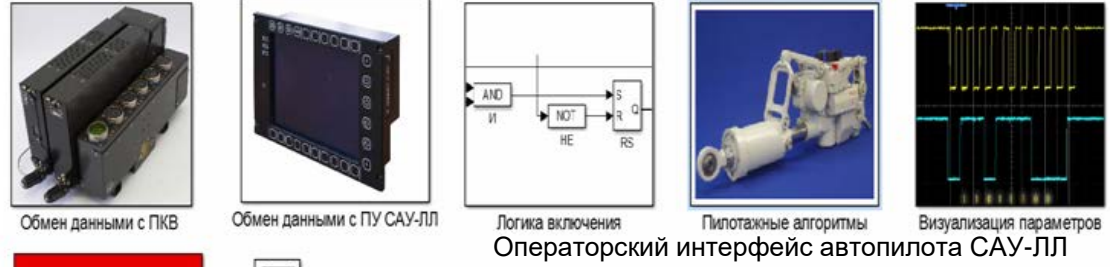 AND
И
NOT
НЕ
S
R
Q
RS
Обмен данными с ПКВ
Обмен данными с ПУ САУ-ЛЛ
Логика включения
Пилотажные алгоритмы
Визуализация параметров
Операторский интерфейс автопилота САУ-ЛЛ